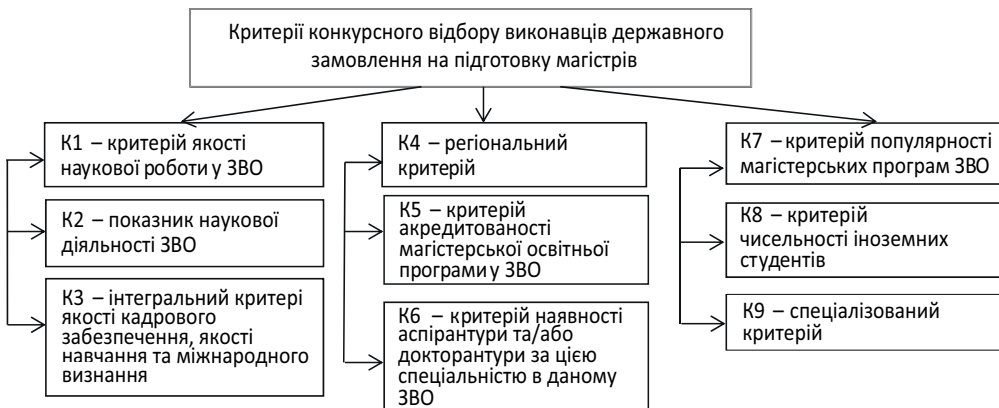 Критерії конкурсного відбору виконавців державного
замовлення на підготовку магістрів
К1 – критерій якості
наукової роботи у ЗВО
К2 – показник наукової
діяльності ЗВО
К3 – інтегральний критері
якості кадрового
забезпечення, якості
навчання та міжнародного
визнання
К4 – регіональний
критерій
К5 – критерій
акредитованості
магістерської освітньої
програми у ЗВО
К6 – критерій наявності
аспірантури та/або
докторантури за цією
спеціальністю в даному
ЗВО
К7 – критерій популярності
магістерських програм ЗВО
К8 – критерій
чисельності іноземних
студентів
К9 – спеціалізований
критерій